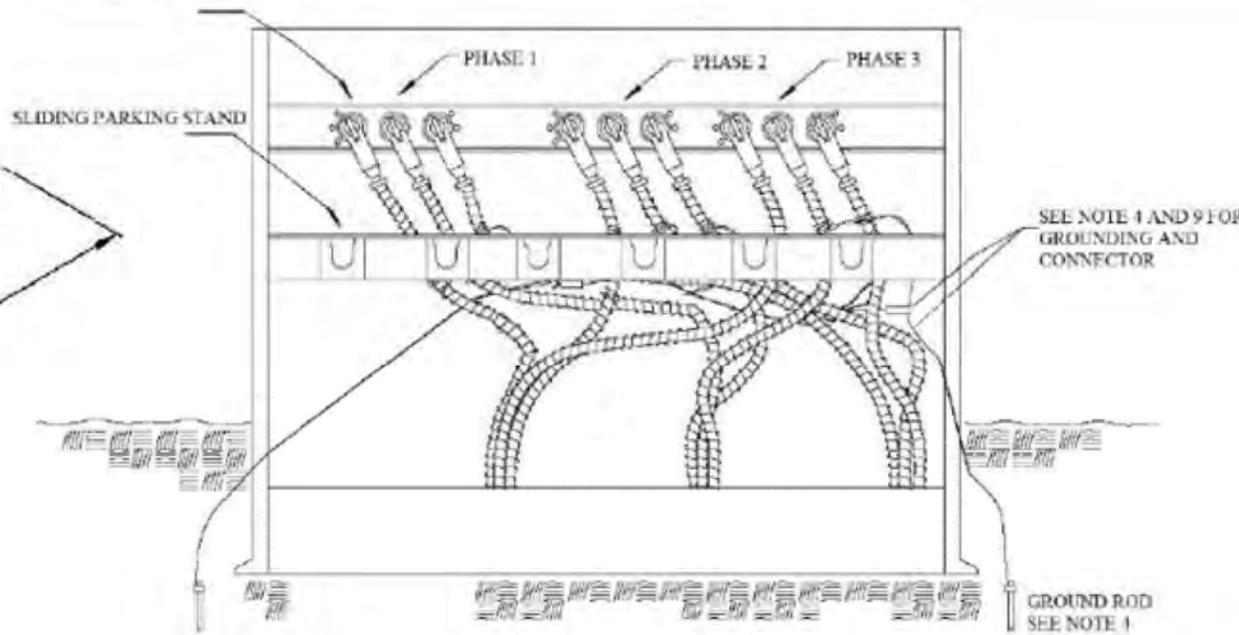 PHASE 1
PHASE 2
PHASE 3
SLIDING PARKING STAND
SEE NOTE 4 AND 9 FOR
GROUNDING AND
CONNECTOR
GROUND ROD
SEE NOTE 4